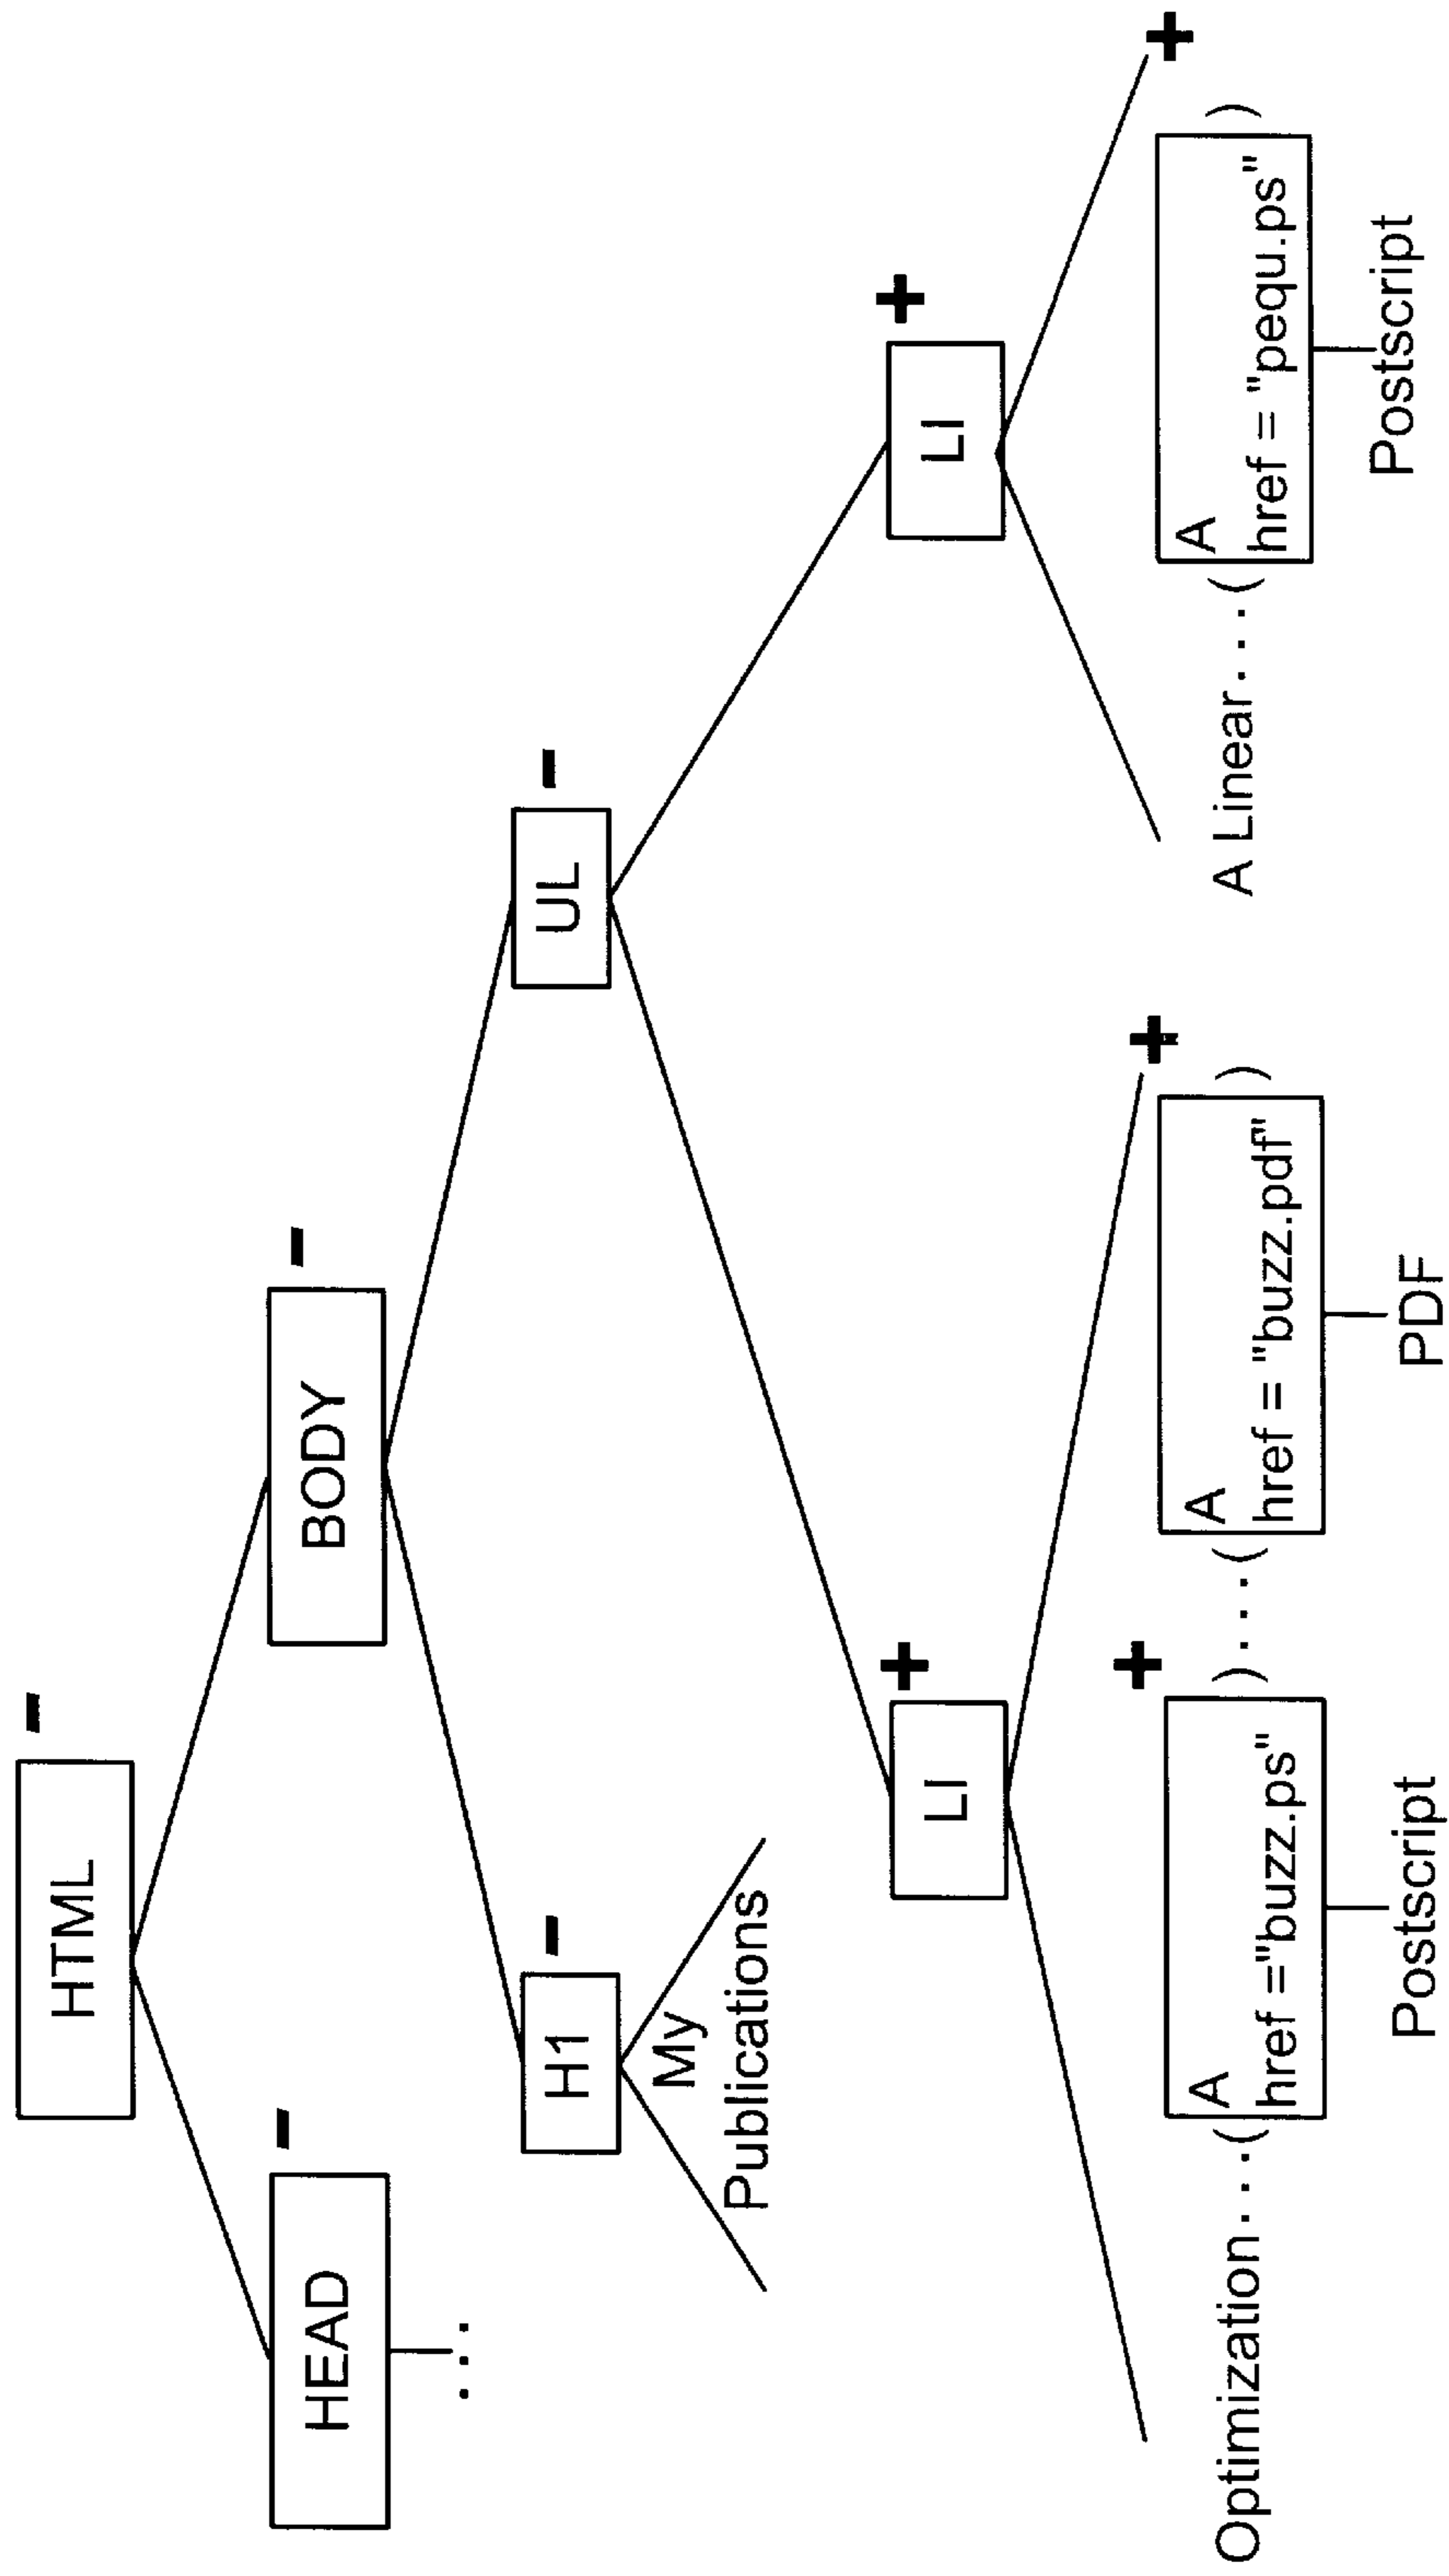 HTML
-
HEAD
-
BODY
-
. . .
H1
-
UL
-
My
Publications
LI
+
LI
+
Optimization . . . (
A
href ="buzz.ps"
+
) . . . (
A
href = "buzz.pdf"
)
+
A Linear . . . (
A
href = "pequ.ps"
)
+
Postscript
PDF
Postscript